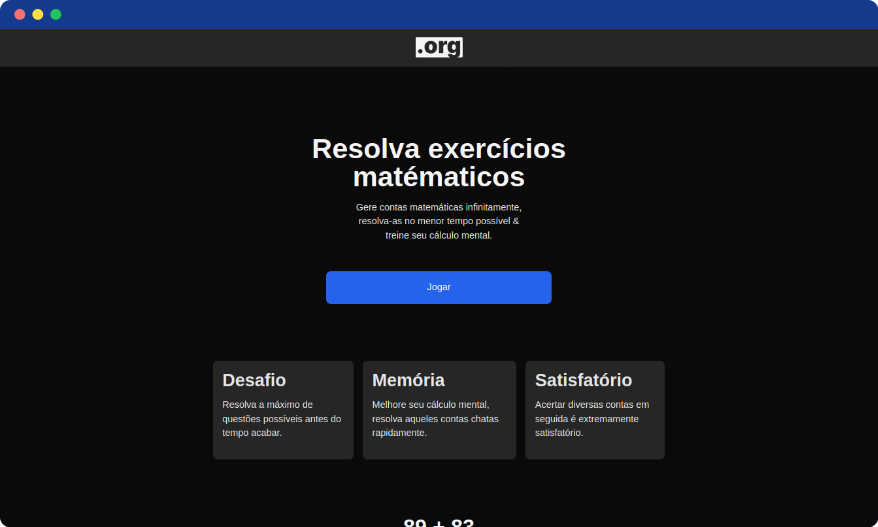 .org
Resolva exercícios
matématicos
Gere contas matemáticas infinitamente,
resolva-as no menor tempo possível &
treine seu cálculo mental.
Jogar
Desafio
Resolva a máximo de
questões possíveis antes do
tempo acabar.
Memória
Melhore seu cálculo mental,
resolva aqueles contas chatas
rapidamente.
Satisfatório
Acertar diversas contas em
seguida é extremamente
satisfatório.
89 + 83